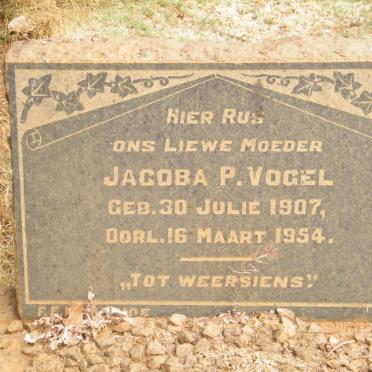 HIER RUS
ONS LIEWE MOEDER
JACOBA P. VOGEL
GEB. 30 JULIE 1907,
OORL. 16 MAART 1954.
„TOT WEERSIENS."